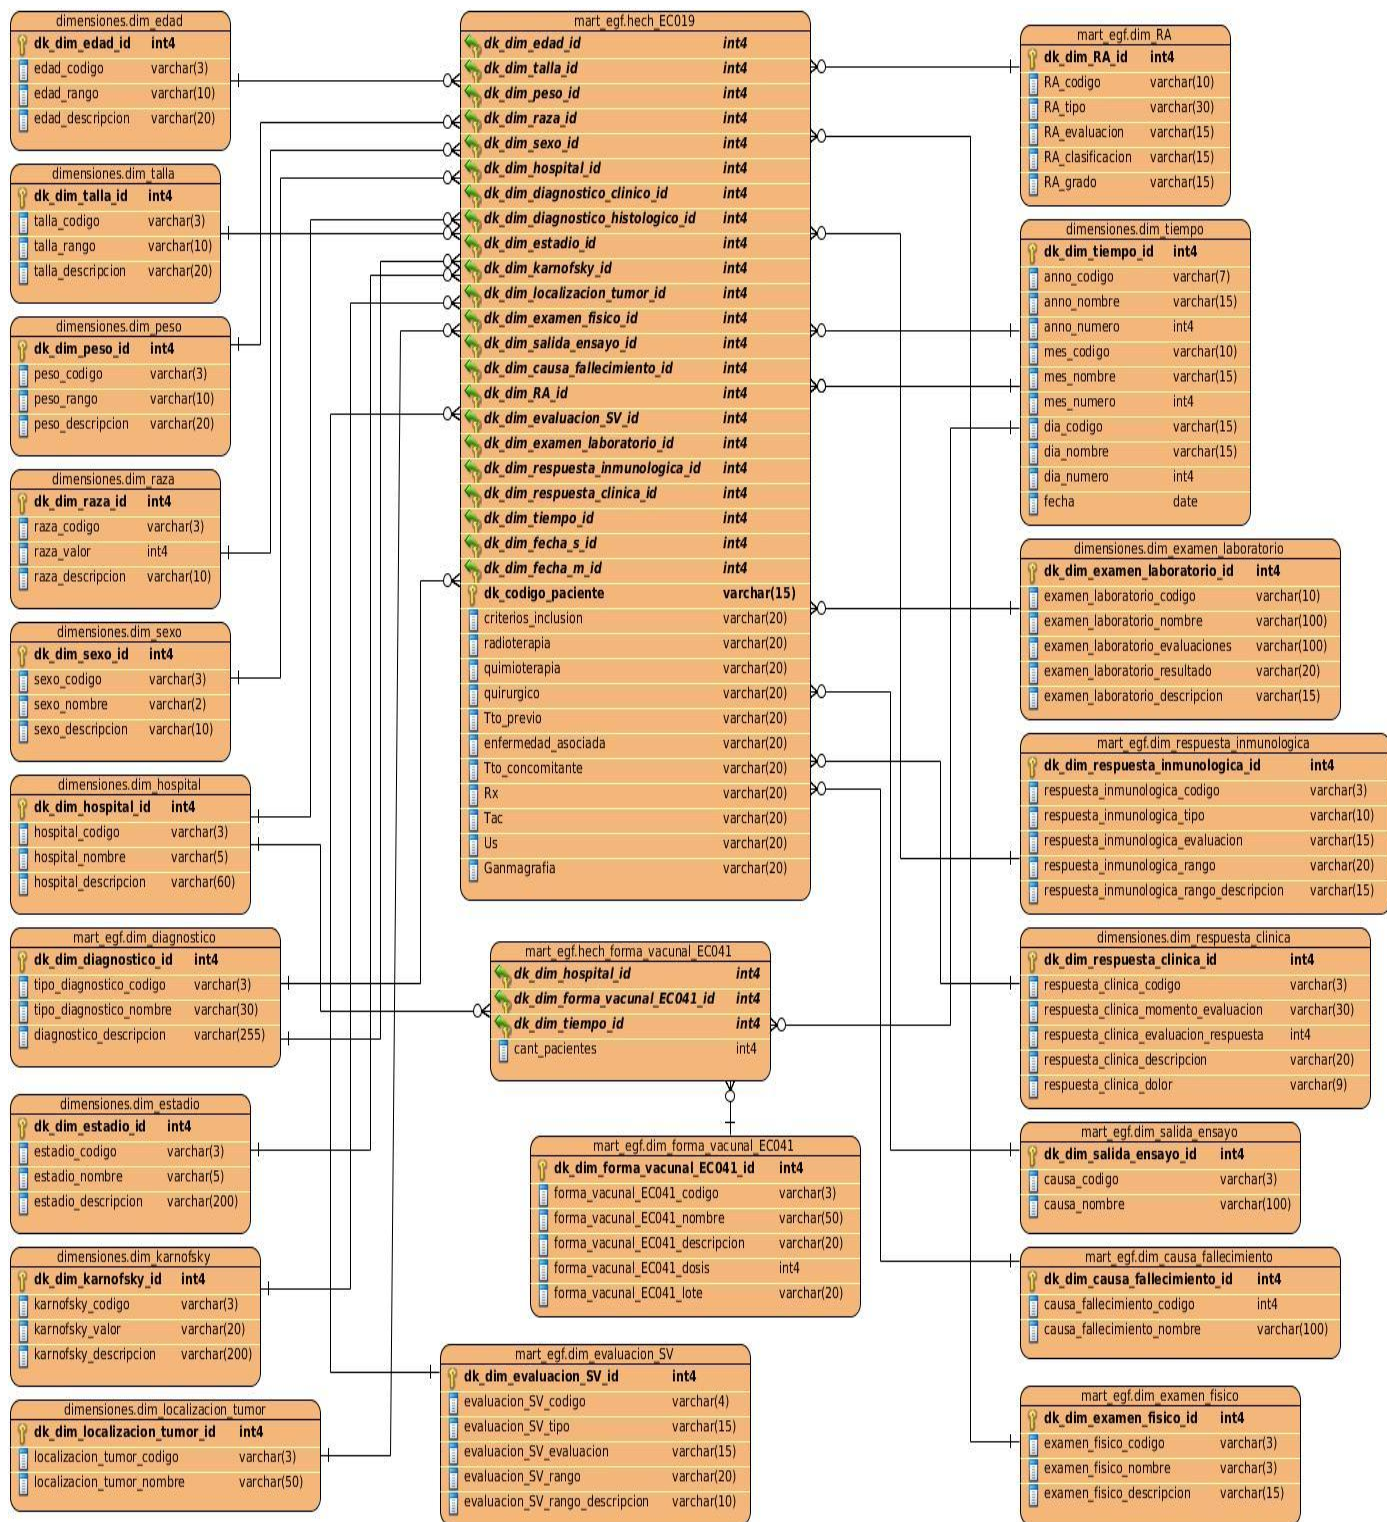 dimensiones.dim_edad
dk_dim_edad_id int4
edad_codigo varchar(3)
edad_rango varchar(10)
edad_descripcion varchar(20)
dimensiones.dim_talla
dk_dim_talla_id int4
talla_codigo varchar(3)
talla_rango varchar(10)
talla_descripcion varchar(20)
dimensiones.dim_peso
dk_dim_peso_id int4
peso_codigo varchar(3)
peso_rango varchar(10)
peso_descripcion varchar(20)
dimensiones.dim_raza
dk_dim_raza_id int4
raza_codigo varchar(3)
raza_valor int4
raza_descripcion varchar(10)
dimensiones.dim_sexo
dk_dim_sexo_id int4
sexo_codigo varchar(3)
sexo_nombre varchar(2)
sexo_descripcion varchar(10)
dimensiones.dim_hospital
dk_dim_hospital_id int4
hospital_codigo varchar(3)
hospital_nombre varchar(5)
hospital_descripcion varchar(60)
mart_egf.dim_diagnostico
dk_dim_diagnostico_id int4
tipo_diagnostico_codigo varchar(3)
tipo_diagnostico_nombre varchar(30)
diagnostico_descripcion varchar(255)
dimensiones.dim_estadio
dk_dim_estadio_id int4
estadio_codigo varchar(3)
estadio_nombre varchar(5)
estadio_descripcion varchar(200)
dimensiones.dim_karnofsky
dk_dim_karnofsky_id int4
karnofsky_codigo varchar(3)
karnofsky_valor varchar(20)
karnofsky_descripcion varchar(200)
dimensiones.dim_localizacion_tumor
dk_dim_localizacion_tumor_id int4
localizacion_tumor_codigo varchar(3)
localizacion_tumor_nombre varchar(50)
mart_egf.hech_EC019
dk_dim_edad_id int4
dk_dim_talla_id int4
dk_dim_peso_id int4
dk_dim_raza_id int4
dk_dim_sexo_id int4
dk_dim_hospital_id int4
dk_dim_diagnostico_clinico_id int4
dk_dim_diagnostico_histologico_id int4
dk_dim_estadio_id int4
dk_dim_karnofsky_id int4
dk_dim_localizacion_tumor_id int4
dk_dim_examen_fisico_id int4
dk_dim_salida_ensayo_id int4
dk_dim_causa_fallecimiento_id int4
dk_dim_RA_id int4
dk_dim_evaluacion_SV_id int4
dk_dim_examen_laboratorio_id int4
dk_dim_respuesta_inmunologica_id int4
dk_dim_respuesta_clinica_id int4
dk_dim_tiempo_id int4
dk_dim_fecha_s_id int4
dk_dim_fecha_m_id int4
dk_codigo_paciente varchar(15)
criterios_inclusion varchar(20)
radioterapia varchar(20)
quimioterapia varchar(20)
quirurgico varchar(20)
Tto_previo varchar(20)
enfermedad_asociada varchar(20)
Tto_concomitante varchar(20)
Rx varchar(20)
Tac varchar(20)
Us varchar(20)
Ganmagrafia varchar(20)
mart_egf.hech_forma_vacunal_EC041
dk_dim_hospital_id int4
dk_dim_forma_vacunal_EC041_id int4
dk_dim_tiempo_id int4
cant_pacientes int4
mart_egf.dim_forma_vacunal_EC041
dk_dim_forma_vacunal_EC041_id int4
forma_vacunal_EC041_codigo varchar(3)
forma_vacunal_EC041_nombre varchar(50)
forma_vacunal_EC041_descripcion varchar(20)
forma_vacunal_EC041_dosis int4
forma_vacunal_EC041_lote varchar(20)
mart_egf.dim_evaluacion_SV
dk_dim_evaluacion_SV_id int4
evaluacion_SV_codigo varchar(4)
evaluacion_SV_tipo varchar(15)
evaluacion_SV_evaluacion varchar(15)
evaluacion_SV_rango varchar(20)
evaluacion_SV_rango_descripcion varchar(10)
mart_egf.dim_RA
dk_dim_RA_id int4
RA_codigo varchar(10)
RA_tipo varchar(30)
RA_evaluacion varchar(15)
RA_clasificacion varchar(15)
RA_grado varchar(15)
dimensiones.dim_tiempo
dk_dim_tiempo_id int4
anno_codigo varchar(7)
anno_nombre varchar(15)
anno_numero int4
mes_codigo varchar(10)
mes_nombre varchar(15)
mes_numero int4
dia_codigo varchar(15)
dia_nombre varchar(15)
dia_numero int4
fecha date
dimensiones.dim_examen_laboratorio
dk_dim_examen_laboratorio_id int4
examen_laboratorio_codigo varchar(10)
examen_laboratorio_nombre varchar(100)
examen_laboratorio_evaluaciones varchar(100)
examen_laboratorio_resultado varchar(20)
examen_laboratorio_descripcion varchar(15)
mart_egf.dim_respuesta_inmunologica
dk_dim_respuesta_inmunologica_id int4
respuesta_inmunologica_codigo varchar(3)
respuesta_inmunologica_tipo varchar(10)
respuesta_inmunologica_evaluacion varchar(15)
respuesta_inmunologica_rango varchar(20)
respuesta_inmunologica_rango_descripcion varchar(15)
dimensiones.dim_respuesta_clinica
dk_dim_respuesta_clinica_id int4
respuesta_clinica_codigo varchar(3)
respuesta_clinica_momento_evaluacion varchar(30)
respuesta_clinica_evaluacion_respuesta int4
respuesta_clinica_descripcion varchar(20)
respuesta_clinica_dolor varchar(9)
mart_egf.dim_salida_ensayo
dk_dim_salida_ensayo_id int4
causa_codigo varchar(3)
causa_nombre varchar(100)
mart_egf.dim_causa_fallecimiento
dk_dim_causa_fallecimiento_id int4
causa_fallecimiento_codigo int4
causa_fallecimiento_nombre varchar(100)
mart_egf.dim_examen_fisico
dk_dim_examen_fisico_id int4
examen_fisico_codigo varchar(3)
examen_fisico_nombre varchar(3)
examen_fisico_descripcion varchar(15)